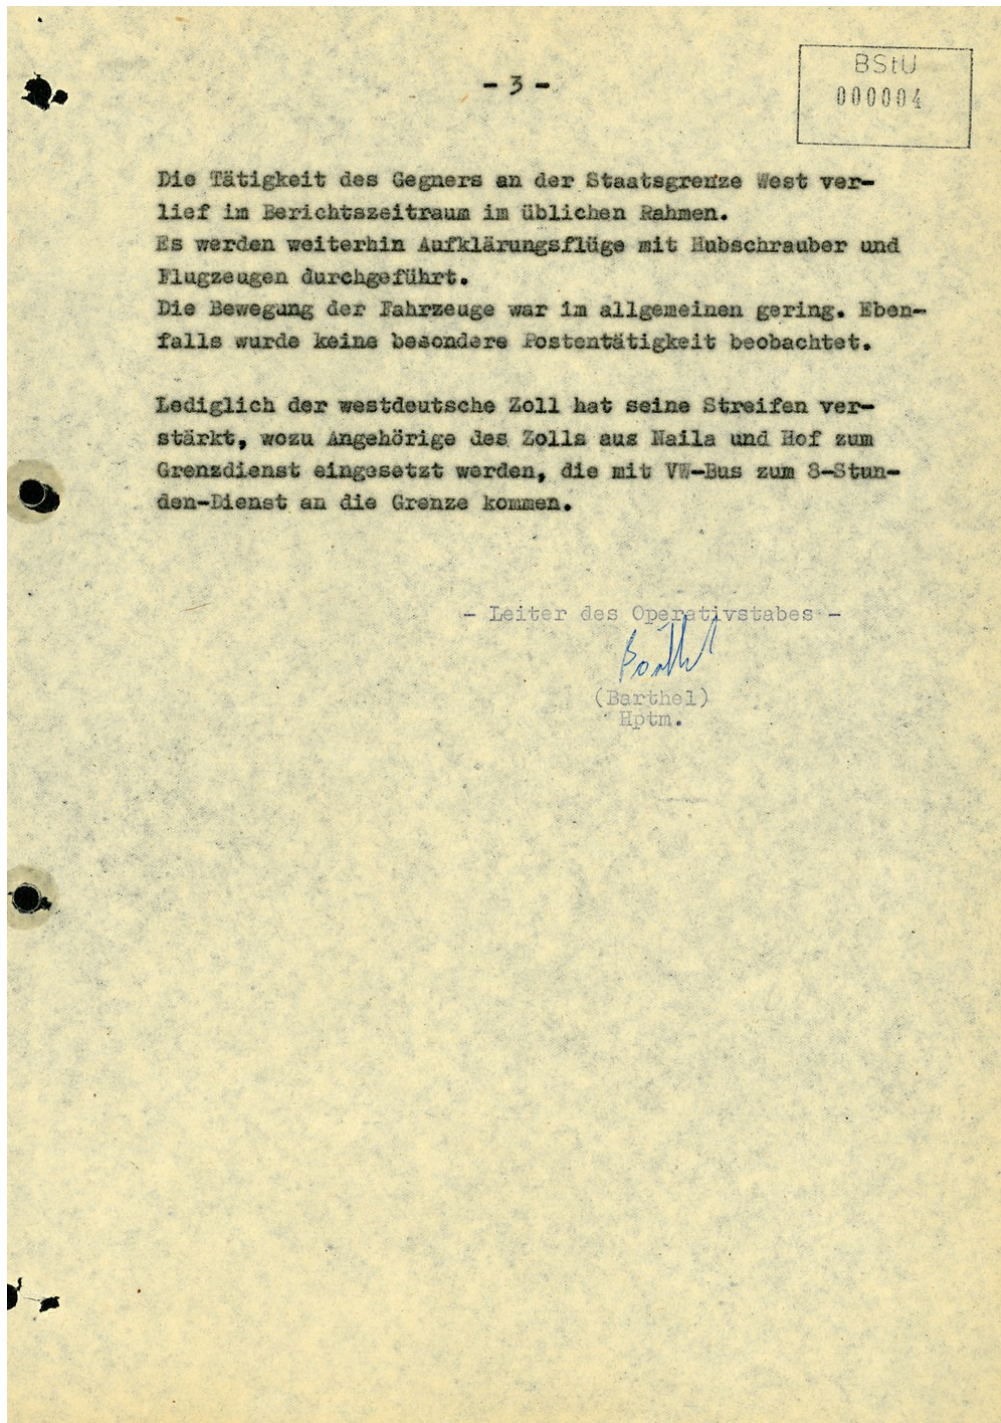 - 3 -
BStU
000004
Die Tätigkeit des Gegners an der Staatsgrenze West ver-
lief im Berichtszeitraum im üblichen Rahmen.
Es werden weiterhin Aufklärungsflüge mit Hubschrauber und
Flugzeugen durchgeführt.
Die Bewegung der Fahrzeuge war im allgemeinen gering. Eben-
falls wurde keine besondere Postentätigkeit beobachtet.
Lediglich der westdeutsche Zoll hat seine Streifen ver-
stärkt, wozu Angehörige des Zolls aus Naila und Hof zum
Grenzdienst eingesetzt werden, die mit VW-Bus zum 8-Stun-
den-Dienst an die Grenze kommen.
- Leiter des Operativstabes -
Barthel
(Barthel)
Hptm.